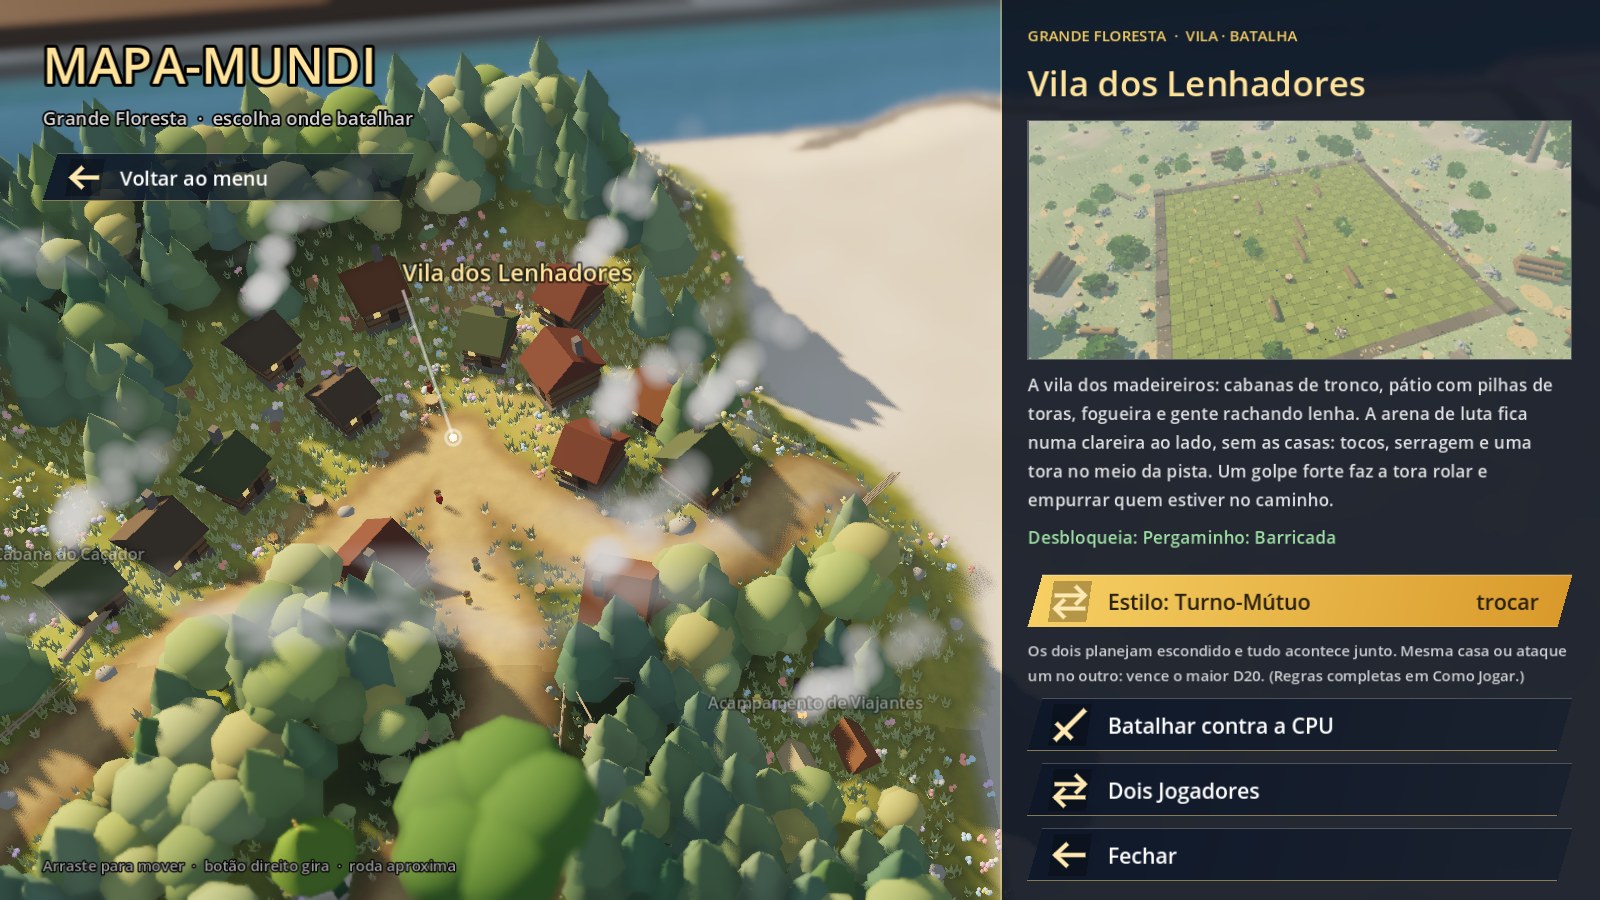 MAPA-MUNDI
Grande Floresta · escolha onde batalhar
Voltar ao menu
Vila dos Lenhadores
Cabana do Caçador
Acampamento de Viajantes
Arraste para mover · botão direito gira · roda aproxima
GRANDE FLORESTA · VILA · BATALHA
Vila dos Lenhadores
A vila dos madeireiros: cabanas de tronco, pátio com pilhas de
toras, fogueira e gente rachando lenha. A arena de luta fica
numa clareira ao lado, sem as casas: tocos, serragem e uma
tora no meio da pista. Um golpe forte faz a tora rolar e
empurrar quem estiver no caminho.
Desbloqueia: Pergaminho: Barricada
Estilo: Turno-Mútuo trocar
Os dois planejam escondido e tudo acontece junto. Mesma casa ou ataque
um no outro: vence o maior D20. (Regras completas em Como Jogar.)
Batalhar contra a CPU
Dois Jogadores
Fechar